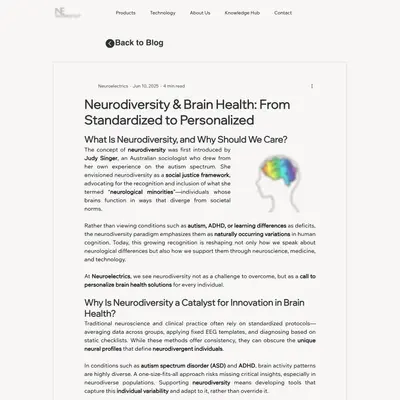 NE
Products Technology About Us Knowledge Hub Contact
Back to Blog
Neuroelectrics · Jun 10, 2025 · 4 min read
Neurodiversity & Brain Health: From
Standardized to Personalized
What Is Neurodiversity, and Why Should We Care?
The concept of neurodiversity was first introduced by
Judy Singer, an Australian sociologist who drew from
her own experience on the autism spectrum. She
envisioned neurodiversity as a social justice framework,
advocating for the recognition and inclusion of what she
termed “neurological minorities”—individuals whose
brains function in ways that diverge from societal
norms.
Rather than viewing conditions such as autism, ADHD, or learning differences as deficits,
the neurodiversity paradigm emphasizes them as naturally occurring variations in human
cognition. Today, this growing recognition is reshaping not only how we speak about
neurological differences but also how we support them through neuroscience, medicine,
and technology.
At Neuroelectrics, we see neurodiversity not as a challenge to overcome, but as a call to
personalize brain health solutions for every individual.
Why Is Neurodiversity a Catalyst for Innovation in Brain
Health?
Traditional neuroscience and clinical practice often rely on standardized protocols—
averaging data across groups, applying fixed EEG templates, and diagnosing based on
static checklists. While these methods offer consistency, they can obscure the unique
neural profiles that define neurodivergent individuals.
In conditions such as autism spectrum disorder (ASD) and ADHD, brain activity patterns
are highly diverse. A one-size-fits-all approach risks missing critical insights, especially in
neurodiverse populations. Supporting neurodiversity means developing tools that
capture this individual variability and adapt to it, rather than override it.